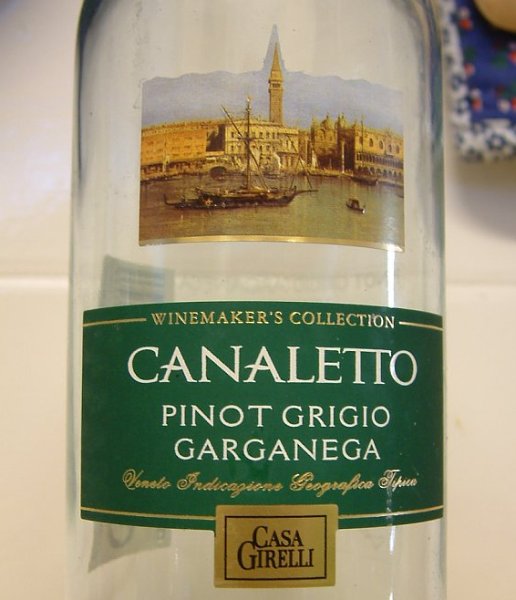 WINEMAKER'S COLLECTION
CANALETTO
PINOT GRIGIO
GARGANEGA
Veneto Indicazione Geografica Tipica
CASA
GIRELLI